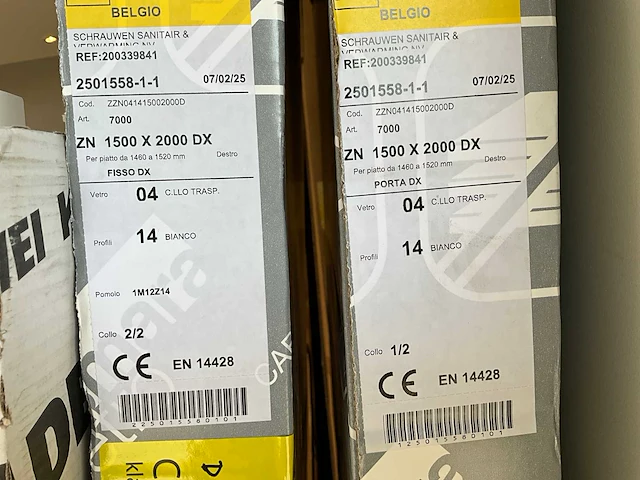 BELGIO
SCHRAUWEN SANITAIR &
VERWARMING NV
REF:200339841
2501558-1-1 07/02/25
Cod. ZZN041415002000D
Art. 7000
ZN 1500 X 2000 DX
Per piatto da 1460 a 1520 mm Destro
FISSO DX
Vetro 04 C.LLO TRASP.
Profili 14 BIANCO
Pomolo 1M12Z14
Collo 2/2
CE EN 14428
225015580101
BELGIO
SCHRAUWEN SANITAIR &
VERWARMING NV
REF:200339841
2501558-1-1 07/02/25
Cod. ZZN041415002000D
Art. 7000
ZN 1500 X 2000 DX
Per piatto da 1460 a 1520 mm Destro
PORTA DX
Vetro 04 C.LLO TRASP.
Profili 14 BIANCO
Collo 1/2
CE EN 14428
225015580101